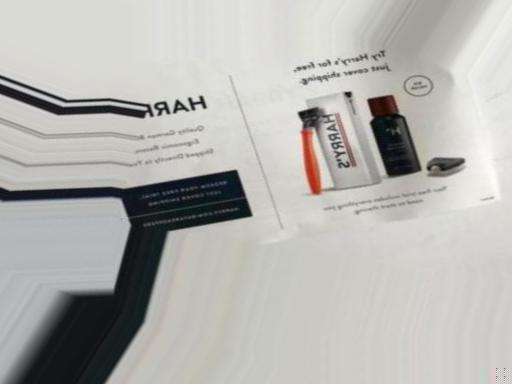 Try Harry's for free,
just cover shipping.
HARRY'S
H
Your free trial includes everything you
need to start shaving.
HARR
Quality German
Ergonomic Razors,
Shipped Directly to
REDEEM YOUR FREE TRIAL,
JUST COVER SHIPPING